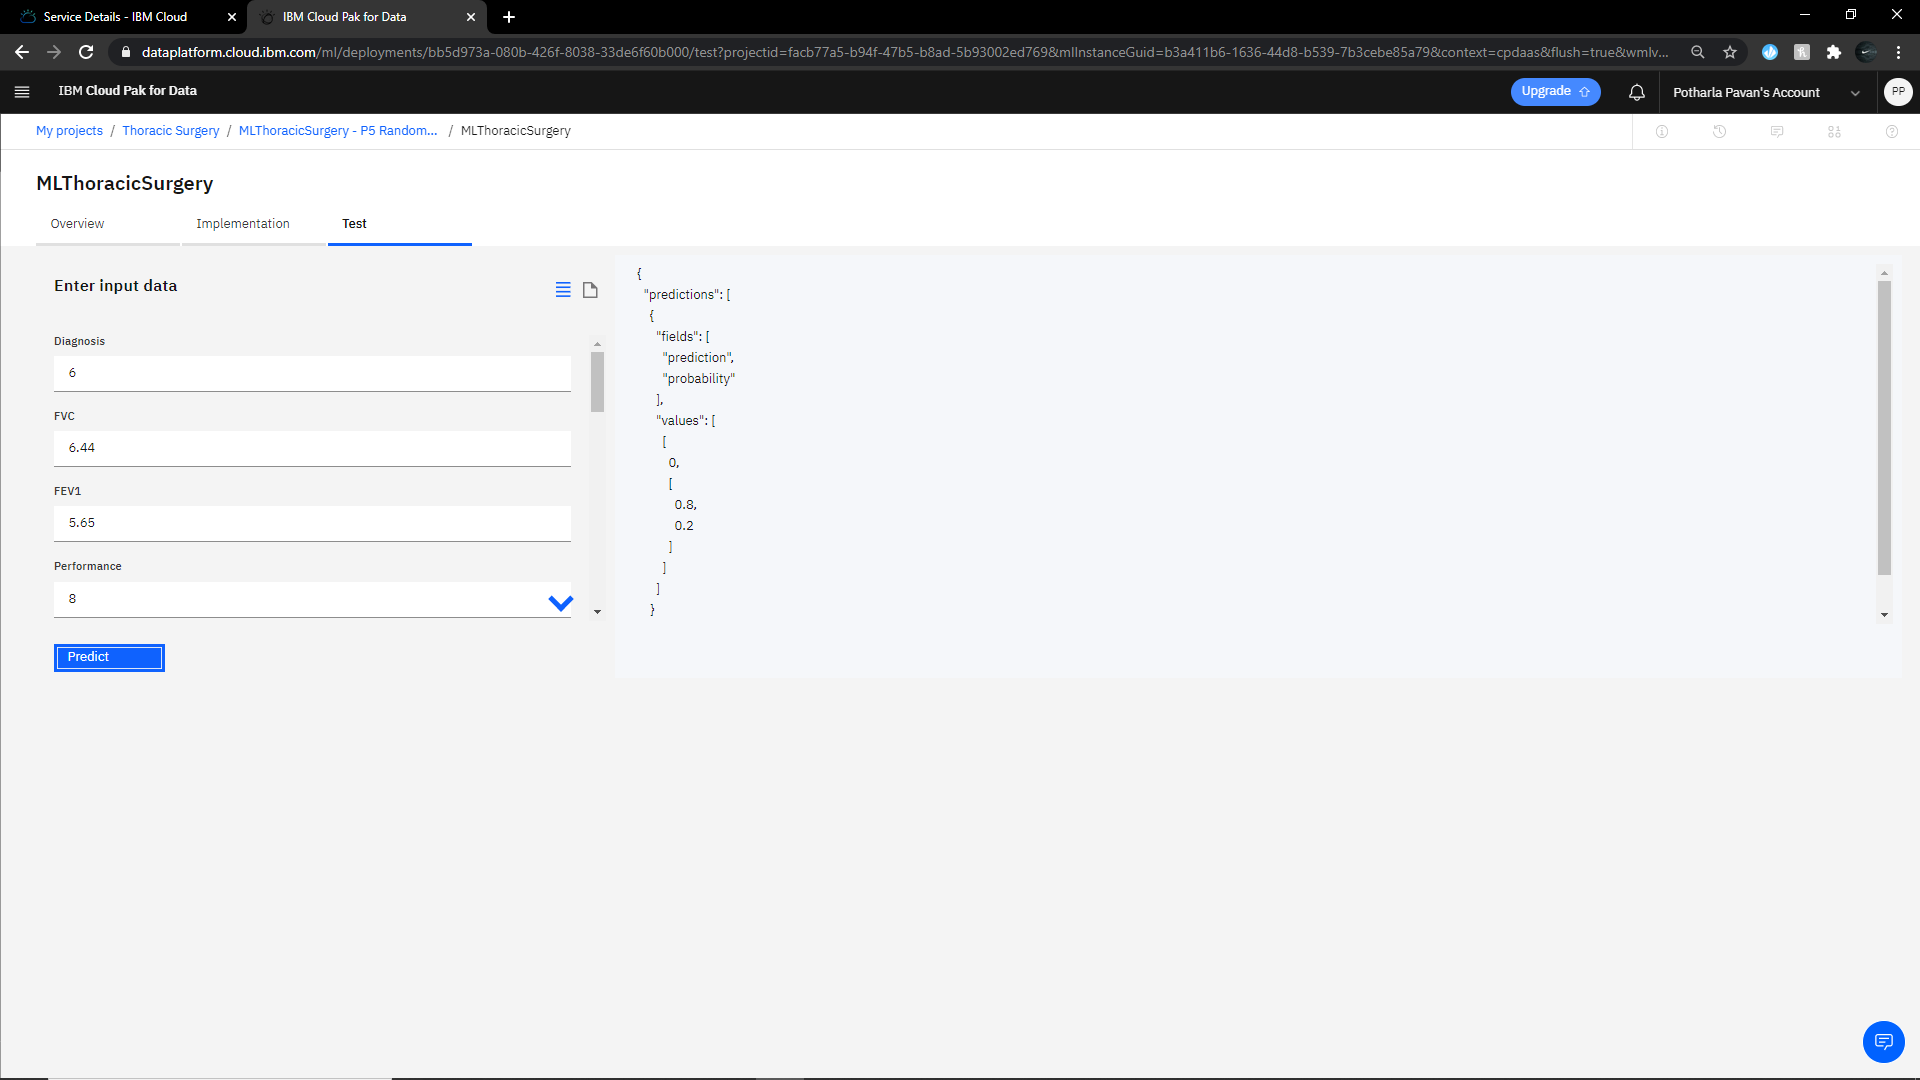 Service Details - IBM Cloud
IBM Cloud Pak for Data
dataplatform.cloud.ibm.com/ml/deployments/bb5d973a-080b-426f-8038-33de6f60b000/test?projectid=facb77a5-b94f-47b5-b8ad-5b93002ed769&mlInstanceGuid=b3a411b6-1636-44d8-b539-7b3cebe85a79&context=cpdaas&flush=true&wmlv...
IBM Cloud Pak for Data
Upgrade
Potharla Pavan's Account
PP
My projects / Thoracic Surgery / MLThoracicSurgery - P5 Random... / MLThoracicSurgery
MLThoracicSurgery
Overview
Implementation
Test
Enter input data
Diagnosis
6
FVC
6.44
FEV1
5.65
Performance
8
Predict
{
"predictions": [
{
"fields": [
"prediction",
"probability"
],
"values": [
[
0,
[
0.8,
0.2
]
]
]
}